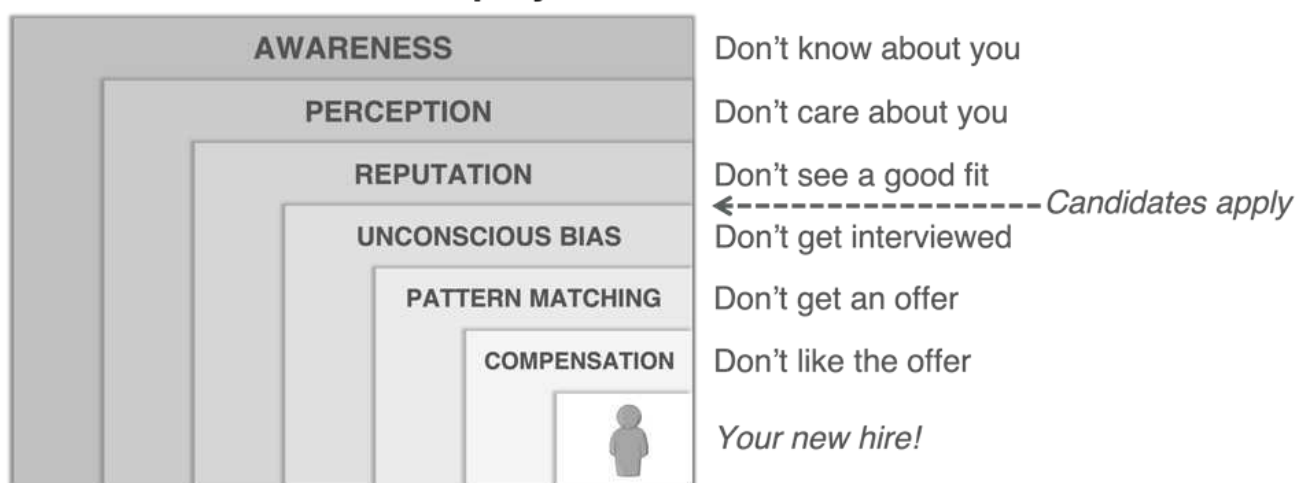 AWARENESS
Don't know about you
PERCEPTION
Don't care about you
REPUTATION
Don't see a good fit
Candidates apply
UNCONSCIOUS BIAS
Don't get interviewed
PATTERN MATCHING
Don't get an offer
COMPENSATION
Don't like the offer
Your new hire!